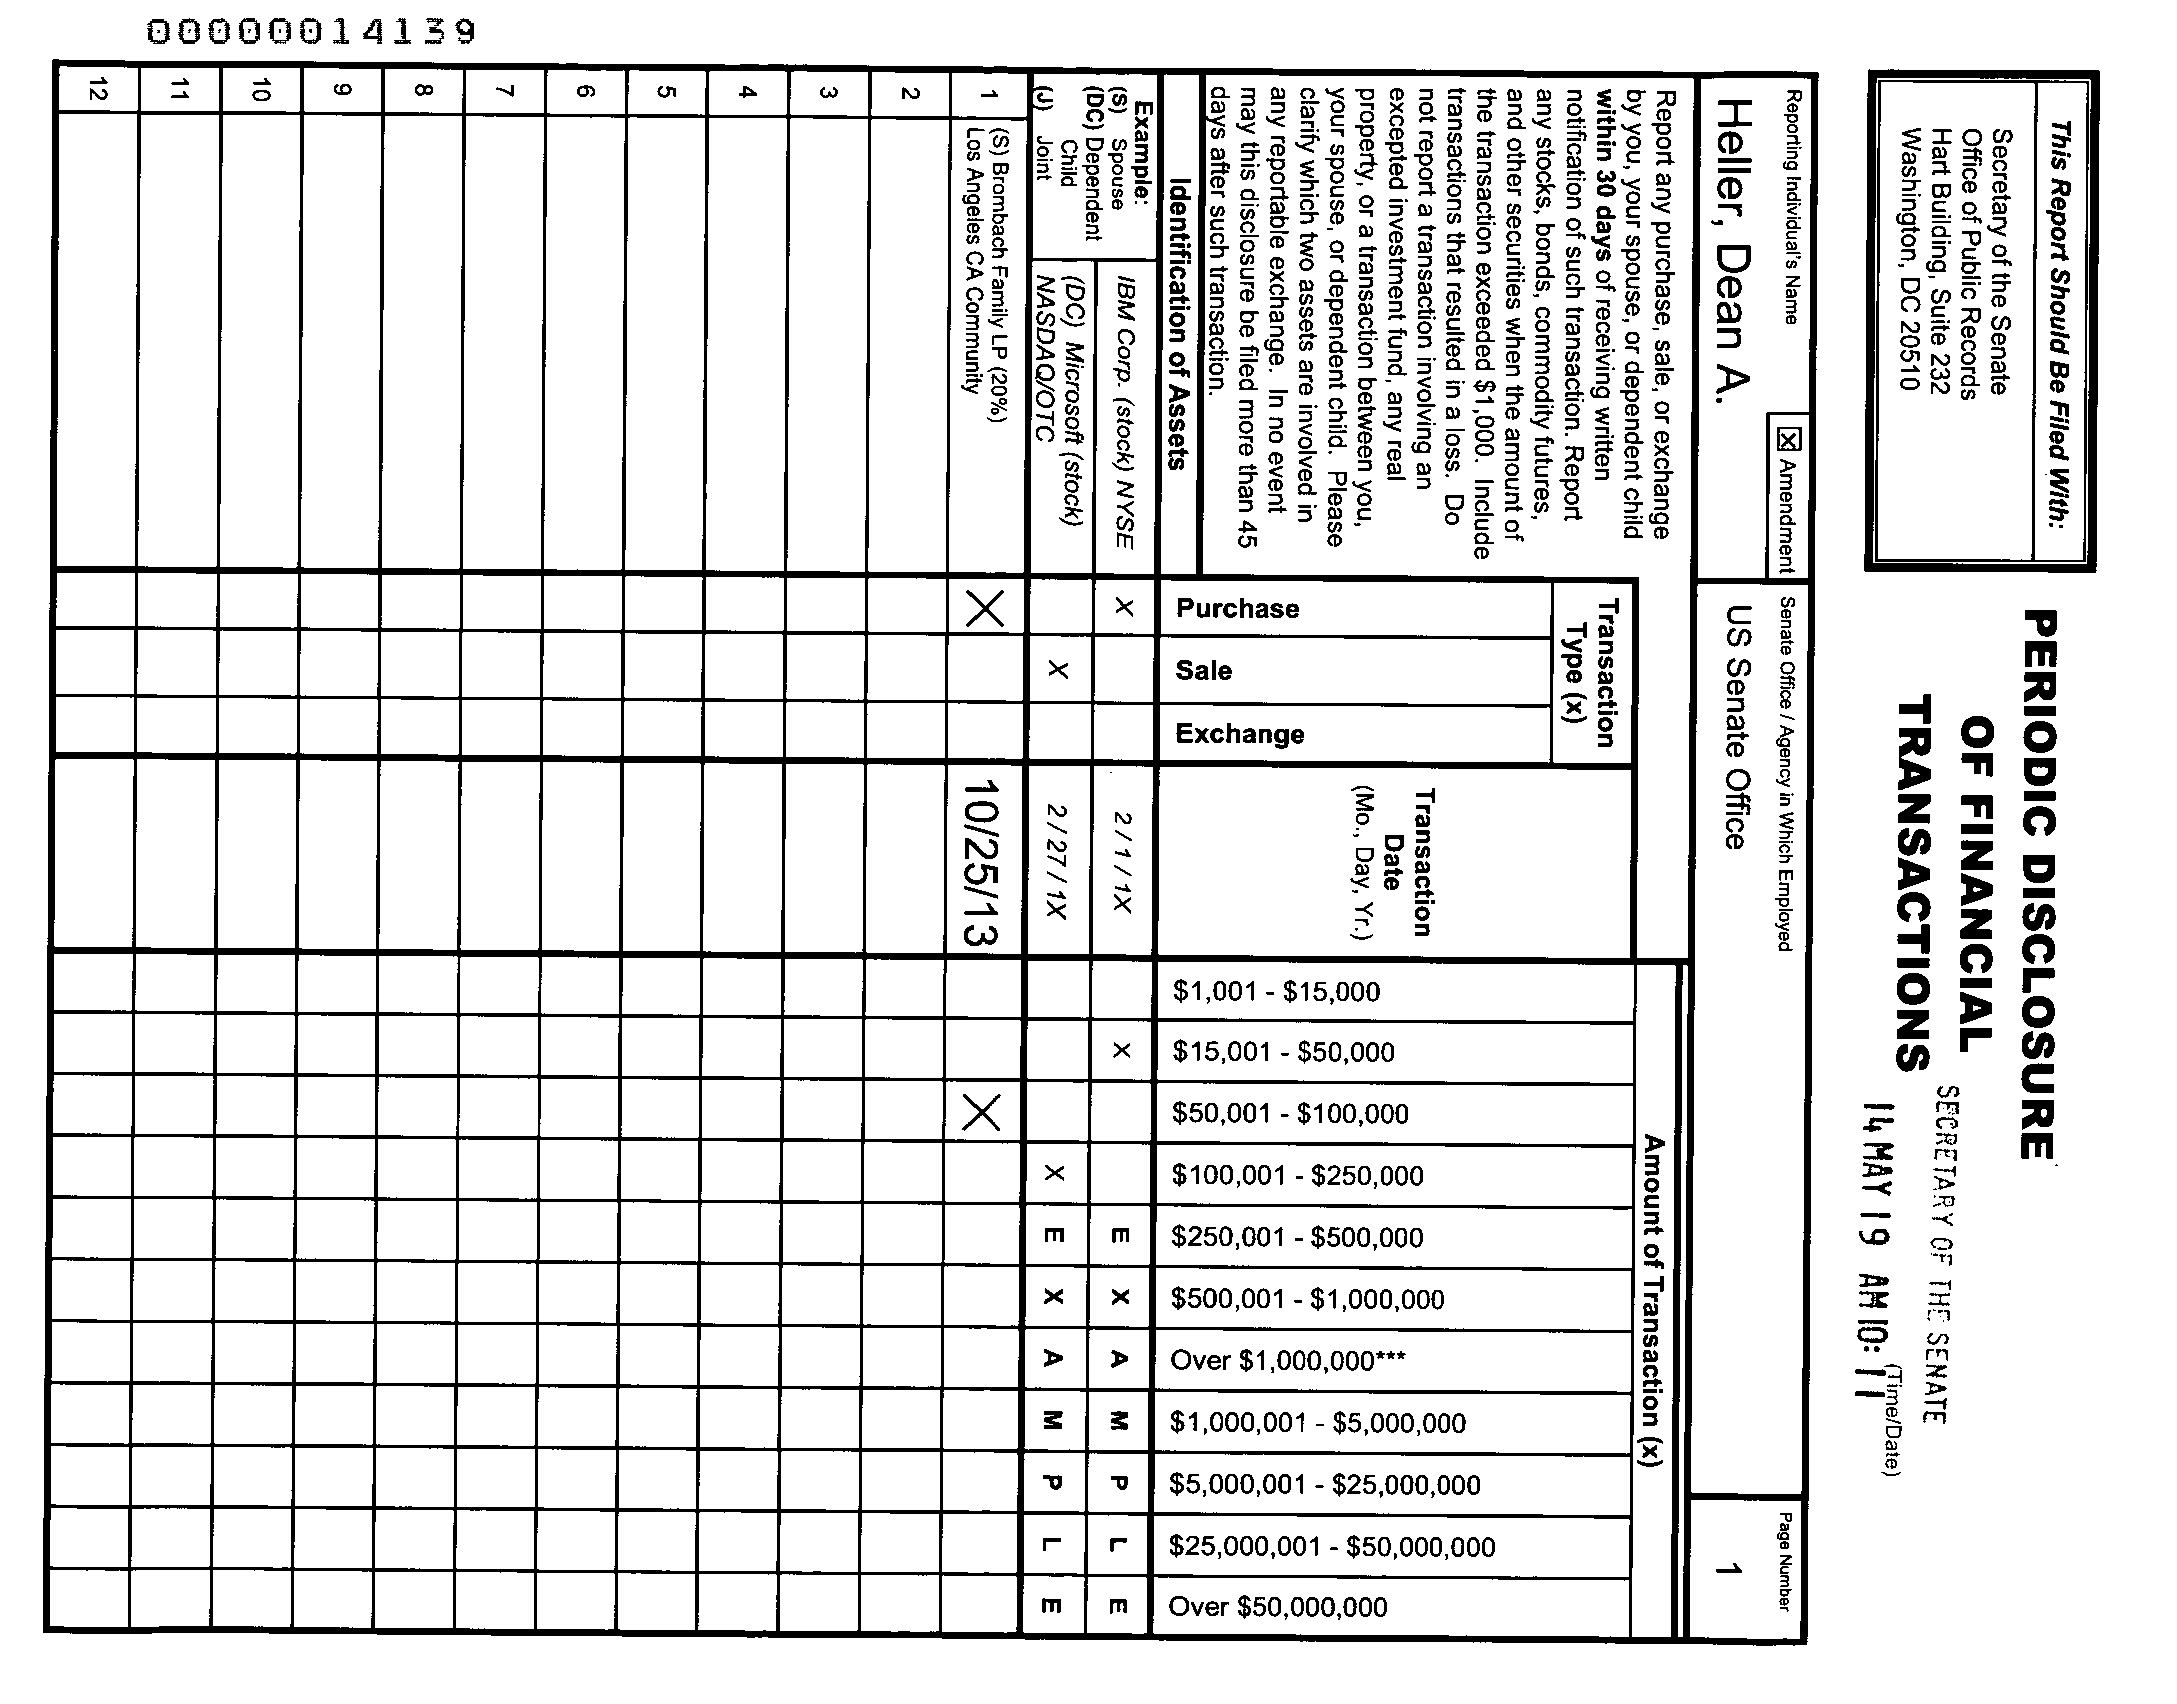 This Report Should Be Filed With:
Secretary of the Senate
Office of Public Records
Hart Building, Suite 232
Washington, DC 20510
PERIODIC DISCLOSURE
OF FINANCIAL
TRANSACTIONS
SECRETARY OF THE SENATE
(Time/Date)
14 MAY 19 AM 10: 11
Reporting Individual's Name
☒ Amendment
Senate Office / Agency in Which Employed
Page Number
Heller, Dean A.
US Senate Office
1
Report any purchase, sale, or exchange
by you, your spouse, or dependent child
within 30 days of receiving written
notification of such transaction. Report
any stocks, bonds, commodity futures,
and other securities when the amount of
the transaction exceeded $1,000. Include
transactions that resulted in a loss. Do
not report a transaction involving an
excepted investment fund, any real
property, or a transaction between you,
your spouse, or dependent child. Please
clarify which two assets are involved in
any reportable exchange. In no event
may this disclosure be filed more than 45
days after such transaction.
Identification of Assets
Transaction
Type (x)
Purchase
Sale
Exchange
Transaction
Date
(Mo., Day, Yr.)
Amount of Transaction (x)
$1,001 - $15,000
$15,001 - $50,000
$50,001 - $100,000
$100,001 - $250,000
$250,001 - $500,000
$500,001 - $1,000,000
Over $1,000,000***
$1,000,001 - $5,000,000
$5,000,001 - $25,000,000
$25,000,001 - $50,000,000
Over $50,000,000
Example:
(S) Spouse
(DC) Dependent
Child
(J) Joint
IBM Corp. (stock) NYSE X 2 / 1 / 1X X E X A M P L E
(DC) Microsoft (stock)
NASDAQ/OTC X 2 / 27 / 1X X E X A M P L E
1 (S) Brombach Family LP (20%)
Los Angeles CA Community X 10/25/13 X
2
3
4
5
6
7
8
9
10
11
12
00000014139